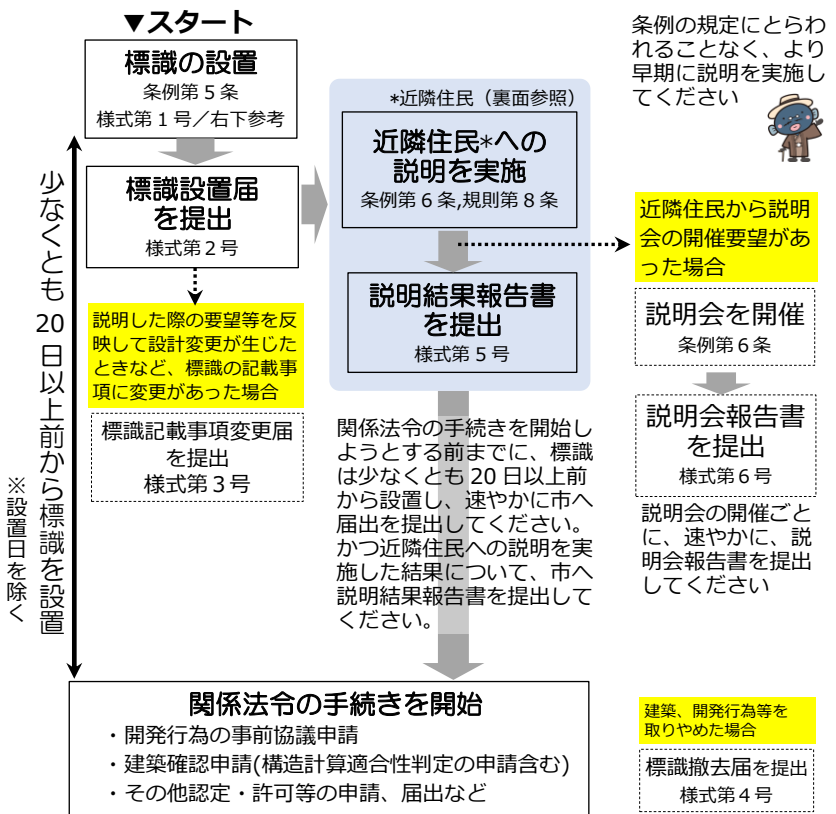 ▼スタート
標識の設置
条例第５条
様式第１号／右下参考
標識設置届
を提出
様式第２号
説明した際の要望等を反
映して設計変更が生じた
ときなど、標識の記載事
項に変更があった場合
標識記載事項変更届
を提出
様式第３号
少なくとも20日以上前から標識を設置
※設置日を除く
*近隣住民（裏面参照）
近隣住民*への
説明を実施
条例第６条,規則第８条
説明結果報告書
を提出
様式第５号
関係法令の手続きを開始し
ようとする前までに、標識
は少なくとも 20 日以上前
から設置し、速やかに市へ
届出を提出してください。
かつ近隣住民への説明を実
施した結果について、市へ
説明結果報告書を提出して
ください。
条例の規定にとらわ
れることなく、より
早期に説明を実施し
てください
近隣住民から説明
会の開催要望があ
った場合
説明会を開催
条例第６条
説明会報告書
を提出
様式第６号
説明会の開催ごと
に、速やかに、説
明会報告書を提出
してください
関係法令の手続きを開始
・開発行為の事前協議申請
・建築確認申請(構造計算適合性判定の申請含む)
・その他認定・許可等の申請、届出など
建築、開発行為等を
取りやめた場合
標識撤去届を提出
様式第４号